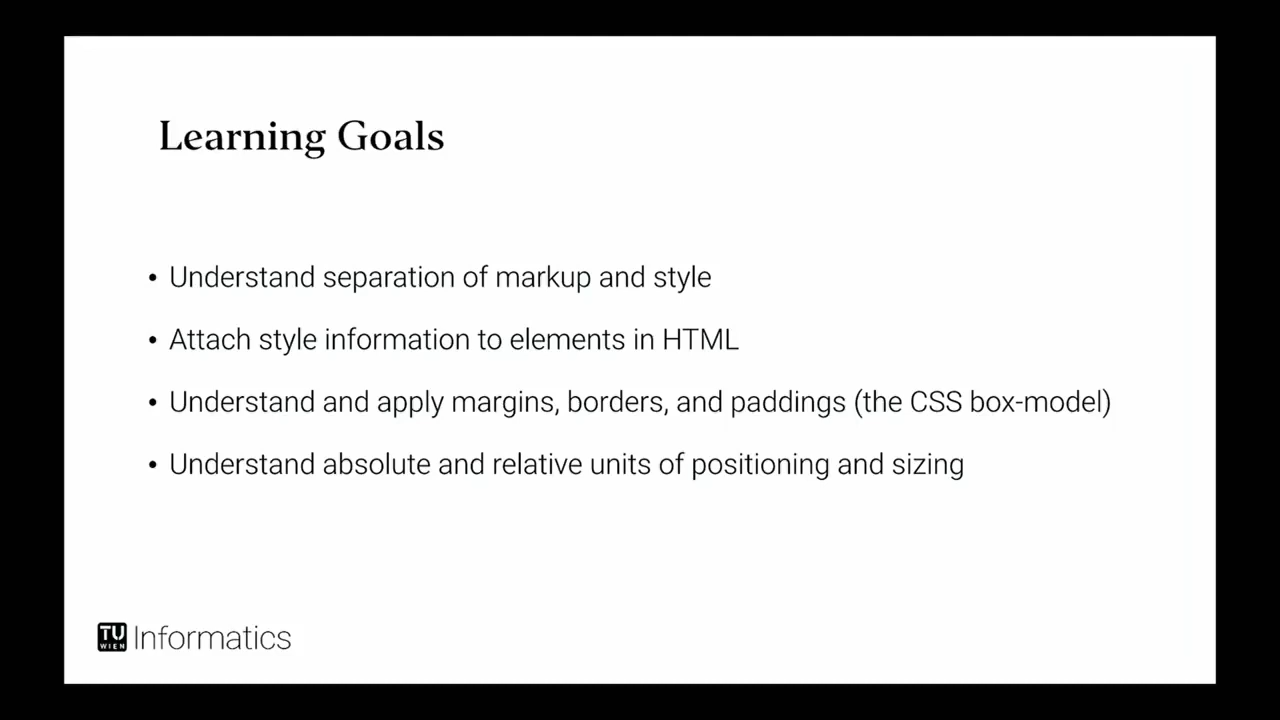 Learning Goals
• Understand separation of markup and style
• Attach style information to elements in HTML
• Understand and apply margins, borders, and paddings (the CSS box-model)
• Understand absolute and relative units of positioning and sizing
TU
WIEN
Informatics